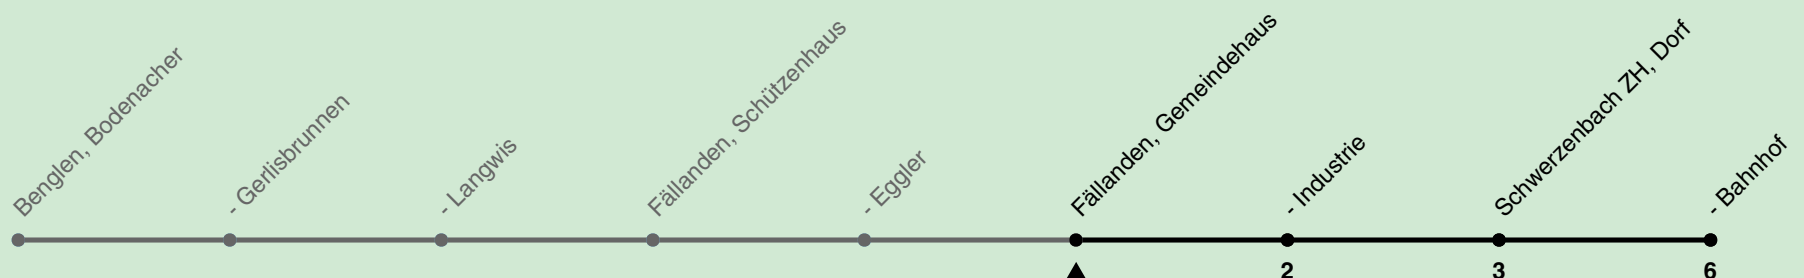 Benglen, Bodenacher
- Gerlisbrunnen
- Langwis
Fällanden, Schützenhaus
- Eggler
Fällanden, Gemeindehaus
- Industrie
Schwerzenbach ZH, Dorf
- Bahnhof
2
3
6